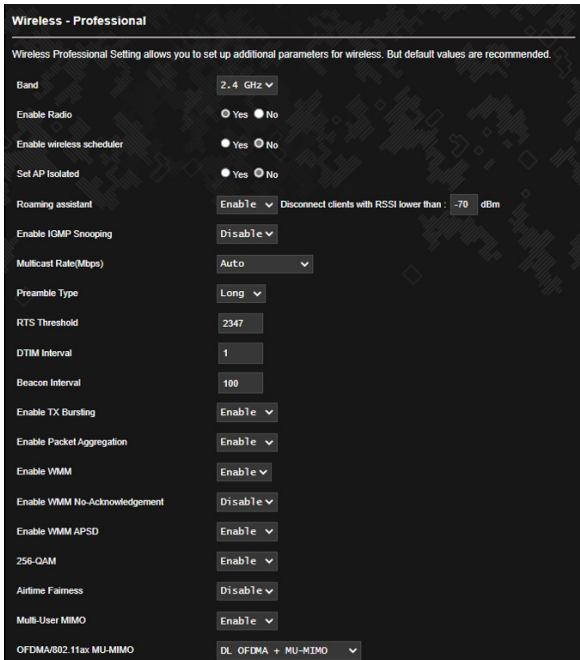 Wireless - Professional
Wireless Professional Setting allows you to set up additional parameters for wireless. But default values are recommended.
Band 2.4 GHz
Enable Radio Yes No
Enable wireless scheduler Yes No
Set AP Isolated Yes No
Roaming assistant Enable Disconnect clients with RSSI lower than : -70 dBm
Enable IGMP Snooping Disable
Multicast Rate(Mbps) Auto
Preamble Type Long
RTS Threshold 2347
DTIM Interval 1
Beacon Interval 100
Enable TX Bursting Enable
Enable Packet Aggregation Enable
Enable WMM Enable
Enable WMM No-Acknowledgement Disable
Enable WMM APSD Enable
256-QAM Enable
Airtime Fairness Disable
Multi-User MIMO Enable
OFDMA/802.11ax MU-MIMO DL OFDMA + MU-MIMO